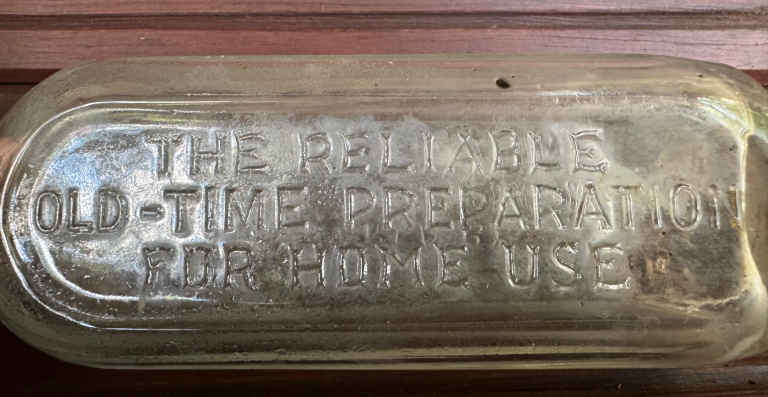 THE RELIABLE
OLD-TIME PREPARATION
FOR HOME USE